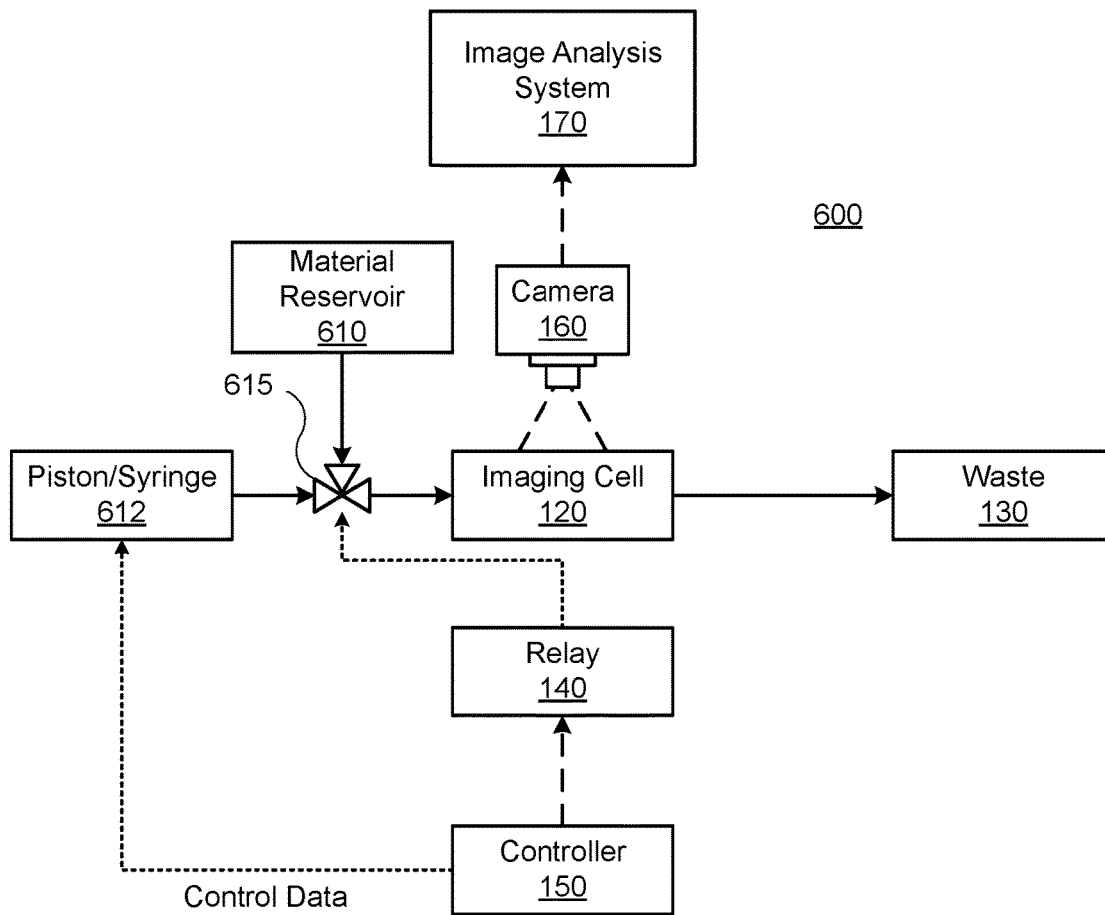 Image Analysis
System
170
600
Material
Reservoir
610
Camera
160
615
Piston/Syringe
612
Imaging Cell
120
Waste
130
Relay
140
Controller
150
Control Data